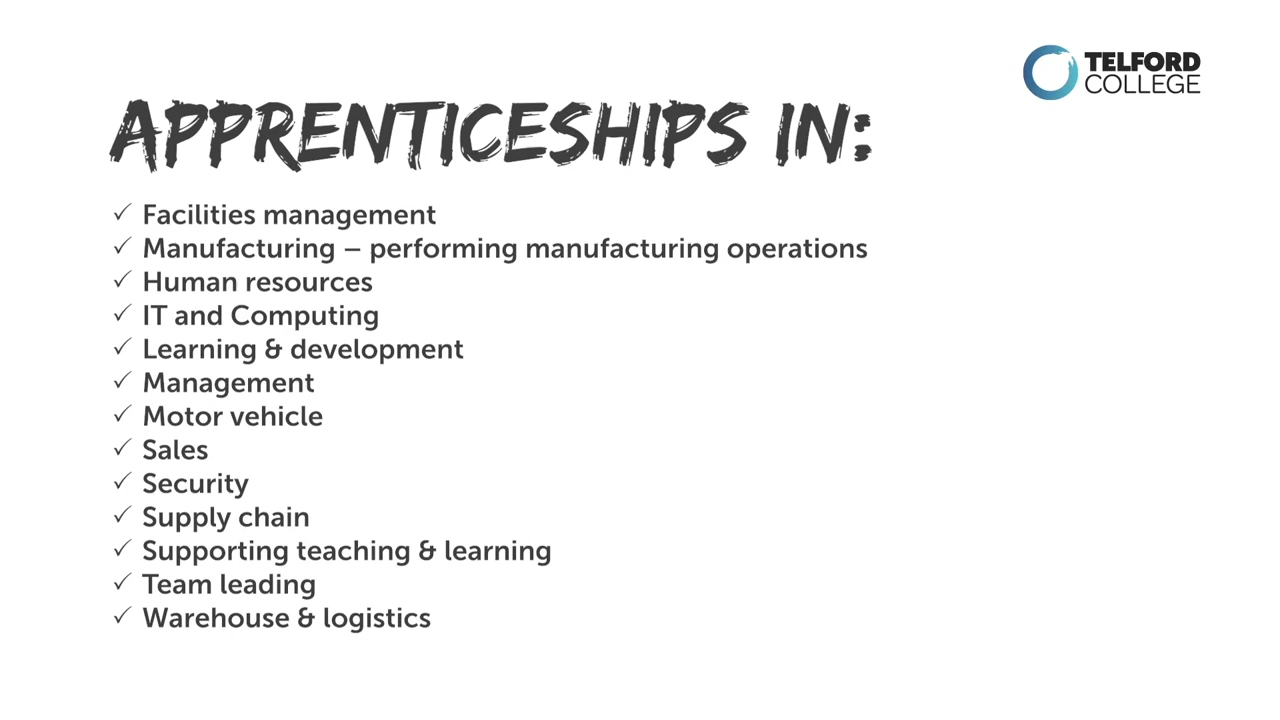 TELFORD
COLLEGE
APPRENTICESHIPS IN:
✓ Facilities management
✓ Manufacturing – performing manufacturing operations
✓ Human resources
✓ IT and Computing
✓ Learning & development
✓ Management
✓ Motor vehicle
✓ Sales
✓ Security
✓ Supply chain
✓ Supporting teaching & learning
✓ Team leading
✓ Warehouse & logistics